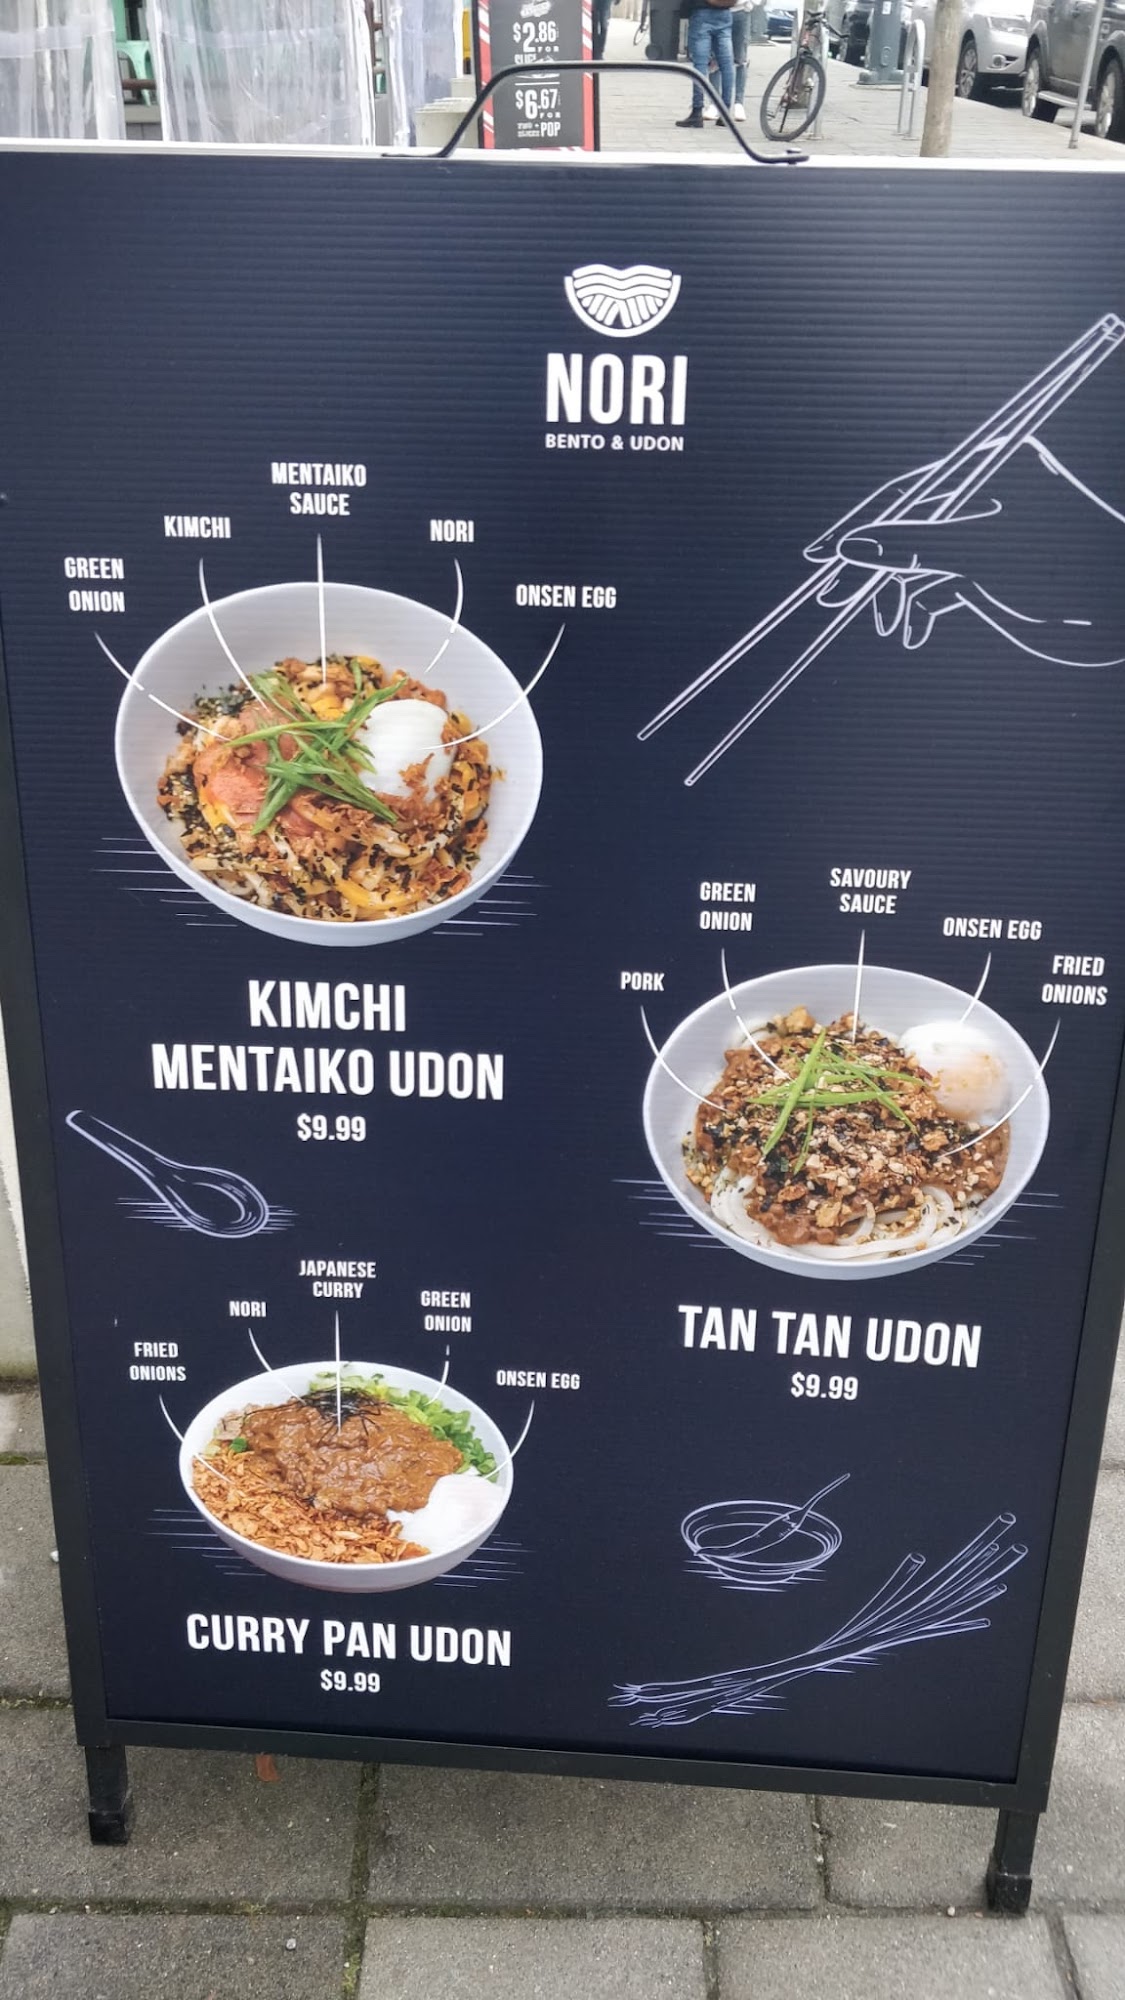 $2.86
FOR
$6.67
FOR
POP
NORI
BENTO & UDON
MENTAIKO
SAUCE
KIMCHI
NORI
GREEN
ONION
ONSEN EGG
KIMCHI
MENTAIKO UDON
$9.99
SAVOURY
SAUCE
GREEN
ONION
ONSEN EGG
FRIED
ONIONS
PORK
TAN TAN UDON
$9.99
JAPANESE
CURRY
NORI
GREEN
ONION
FRIED
ONIONS
ONSEN EGG
CURRY PAN UDON
$9.99